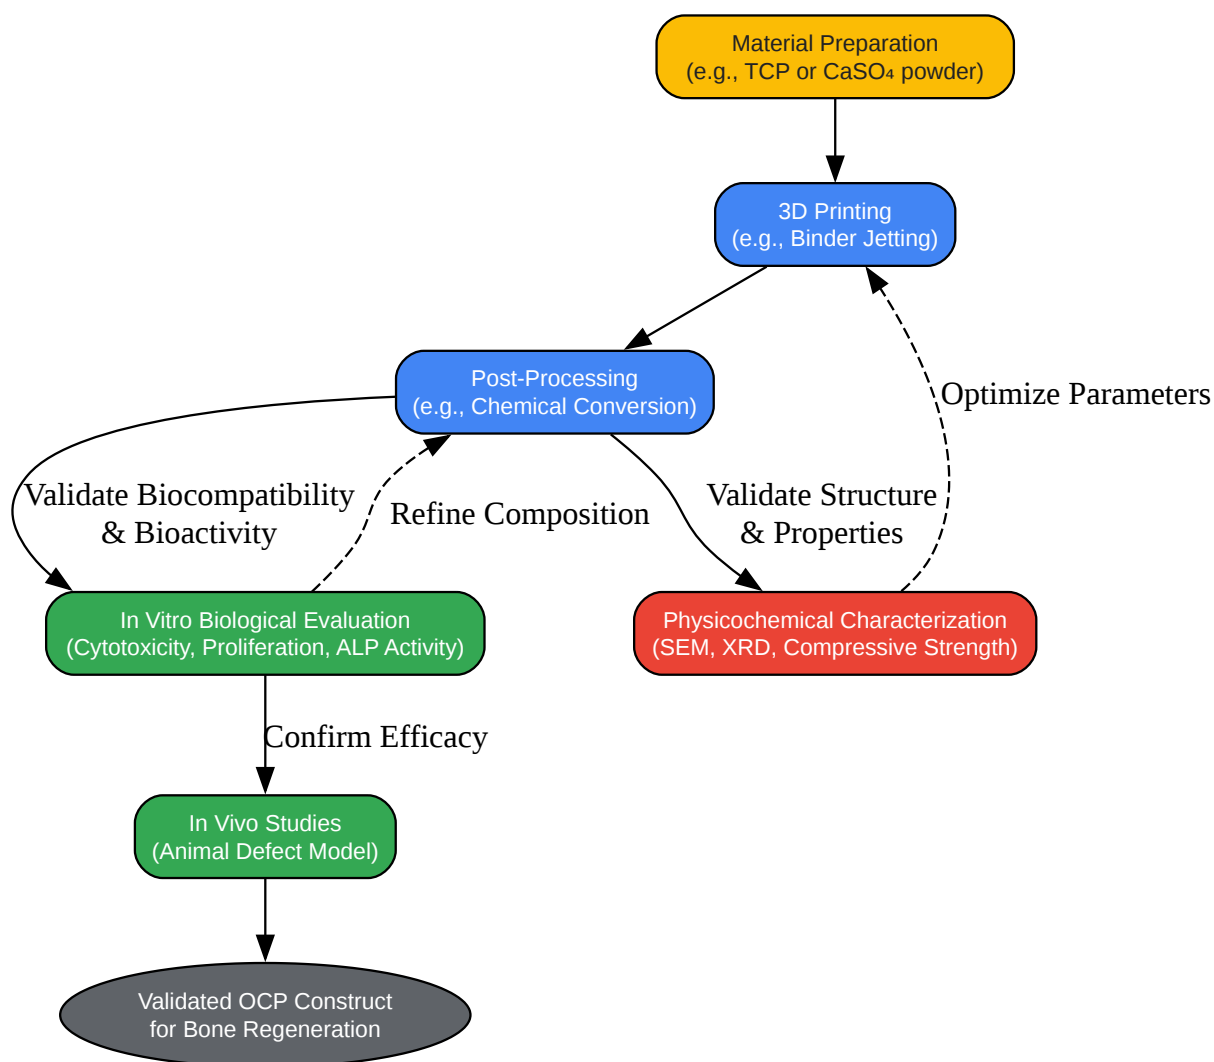 Material Preparation
(e.g., TCP or CaSO₄ powder)
3D Printing
(e.g., Binder Jetting)
Post-Processing
(e.g., Chemical Conversion)
Optimize Parameters
Validate Biocompatibility
& Bioactivity
Refine Composition
Validate Structure
& Properties
In Vitro Biological Evaluation
(Cytotoxicity, Proliferation, ALP Activity)
Physicochemical Characterization
(SEM, XRD, Compressive Strength)
Confirm Efficacy
In Vivo Studies
(Animal Defect Model)
Validated OCP Construct
for Bone Regeneration